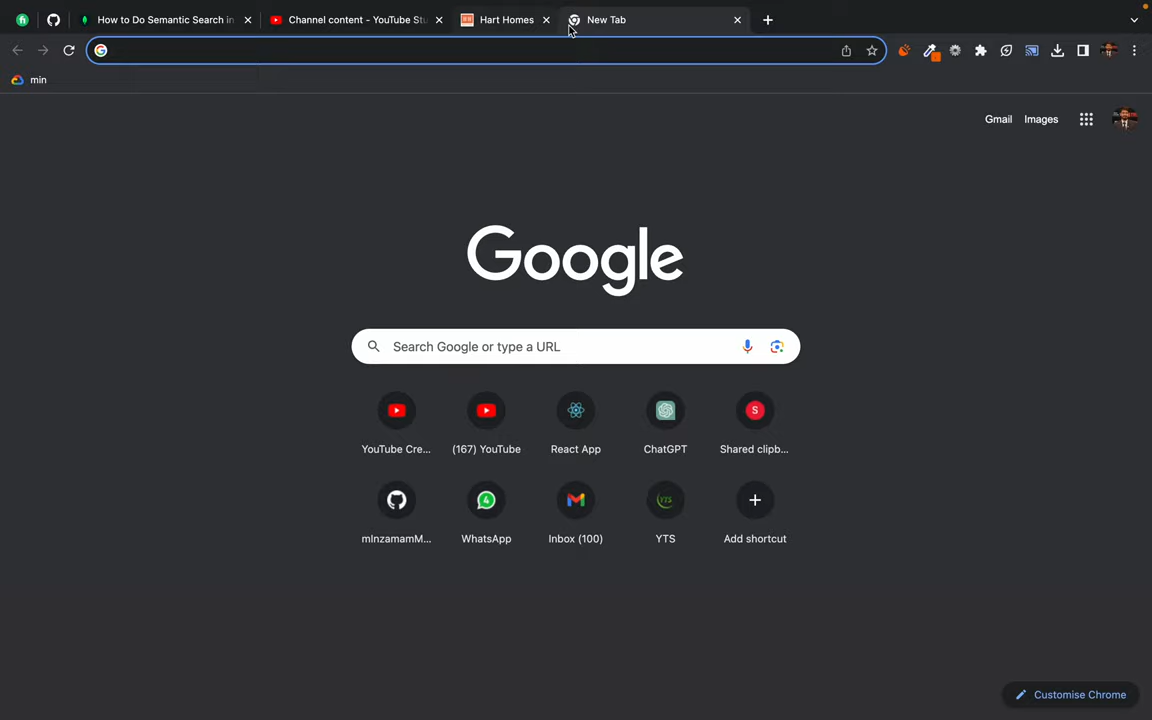 How to Do Semantic Search in
Channel content - YouTube Stu
Hart Homes
New Tab
min
Gmail
Images
Google
Search Google or type a URL
YouTube Cre...
(167) YouTube
React App
ChatGPT
S
Shared clipb...
mInzamamM...
4
WhatsApp
Inbox (100)
YTS
YTS
Add shortcut
Customise Chrome